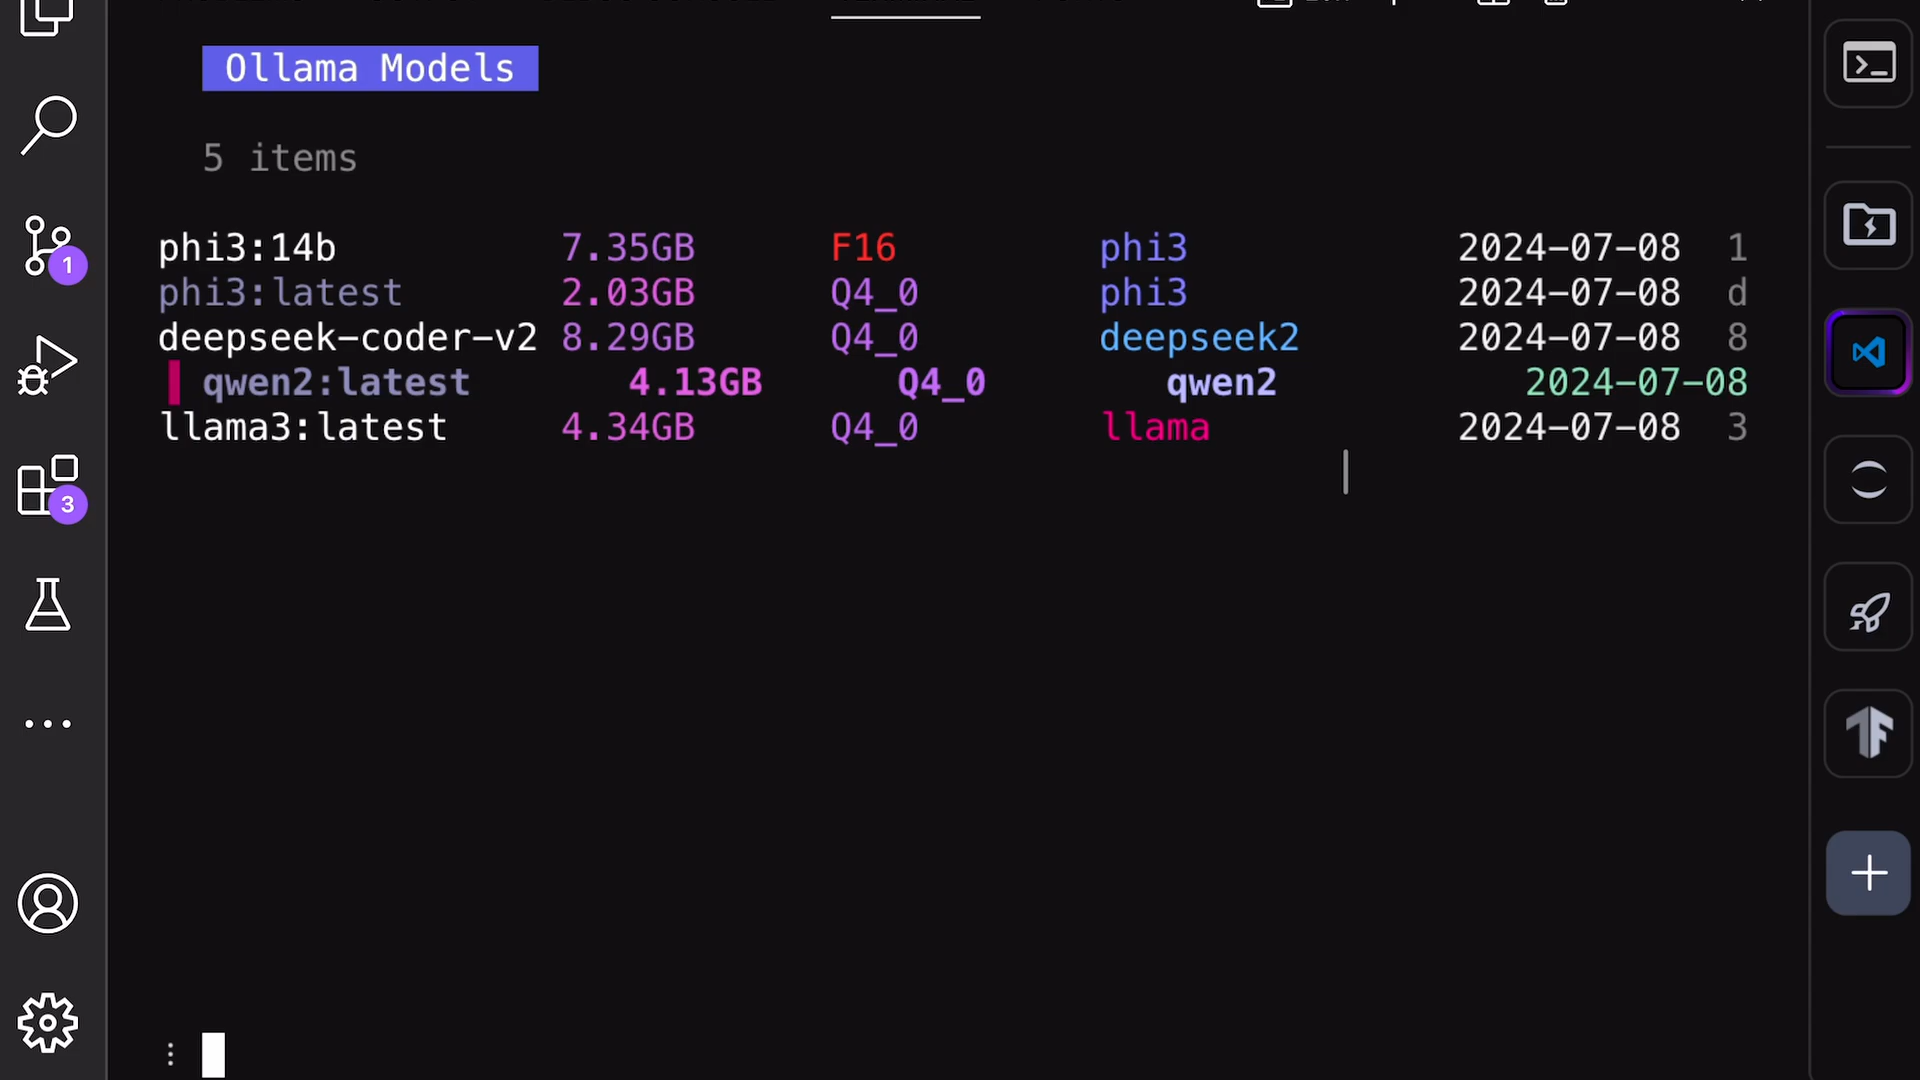 Ollama Models
5 items
phi3:14b 7.35GB F16 phi3 2024-07-08 1
phi3:latest 2.03GB Q4_0 phi3 2024-07-08 d
deepseek-coder-v2 8.29GB Q4_0 deepseek2 2024-07-08 8
qwen2:latest 4.13GB Q4_0 qwen2 2024-07-08
llama3:latest 4.34GB Q4_0 llama 2024-07-08 3
1
3